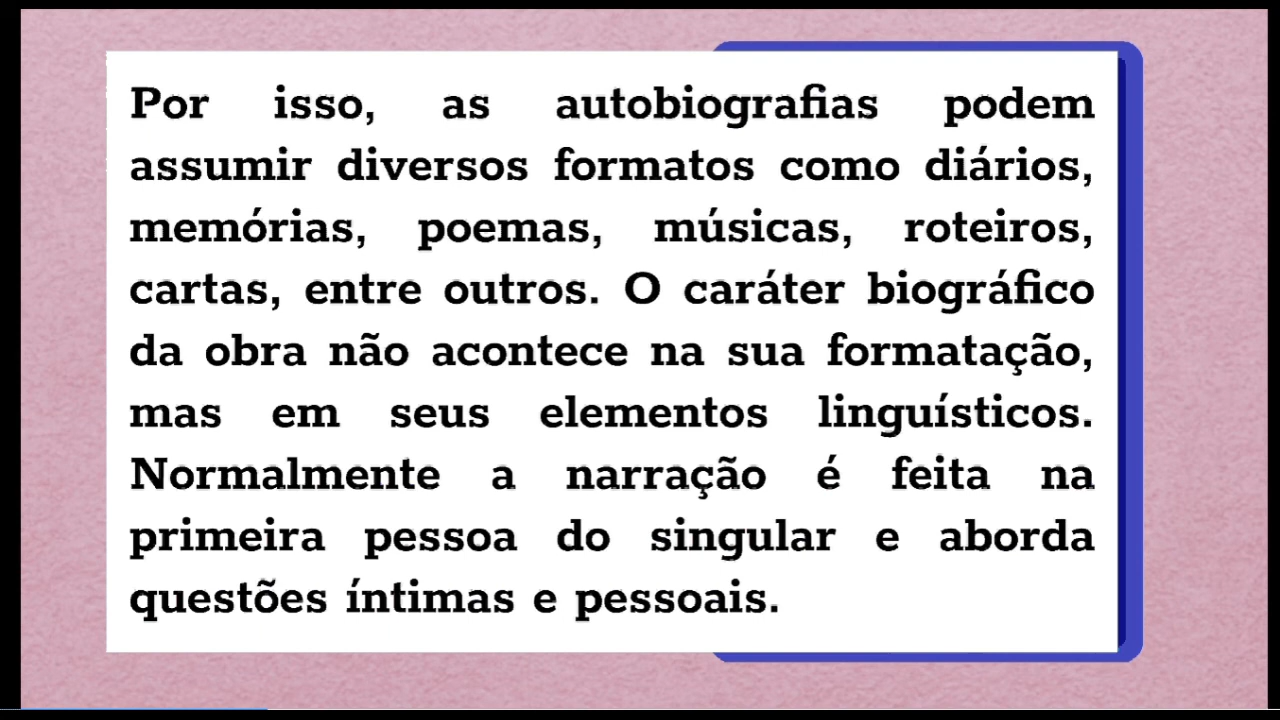 Por isso, as autobiografias podem
assumir diversos formatos como diários,
memórias, poemas, músicas, roteiros,
cartas, entre outros. O caráter biográfico
da obra não acontece na sua formatação,
mas em seus elementos linguísticos.
Normalmente a narração é feita na
primeira pessoa do singular e aborda
questões íntimas e pessoais.